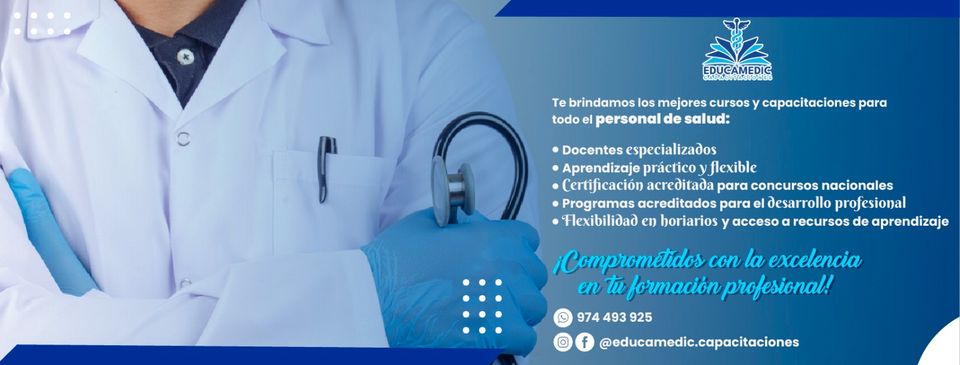 EDUCAMEDIC
CAPACITACIONES
Te brindamos los mejores cursos y capacitaciones para
todo el personal de salud:
• Docentes especializados
• Aprendizaje práctico y flexible
• Certificación acreditada para concursos nacionales
• Programas acreditados para el desarrollo profesional
• Flexibilidad en horiarios y acceso a recursos de aprendizaje
¡Comprometidos con la excelencia
en tu formación profesional!
974 493 925
@educamedic.capacitaciones